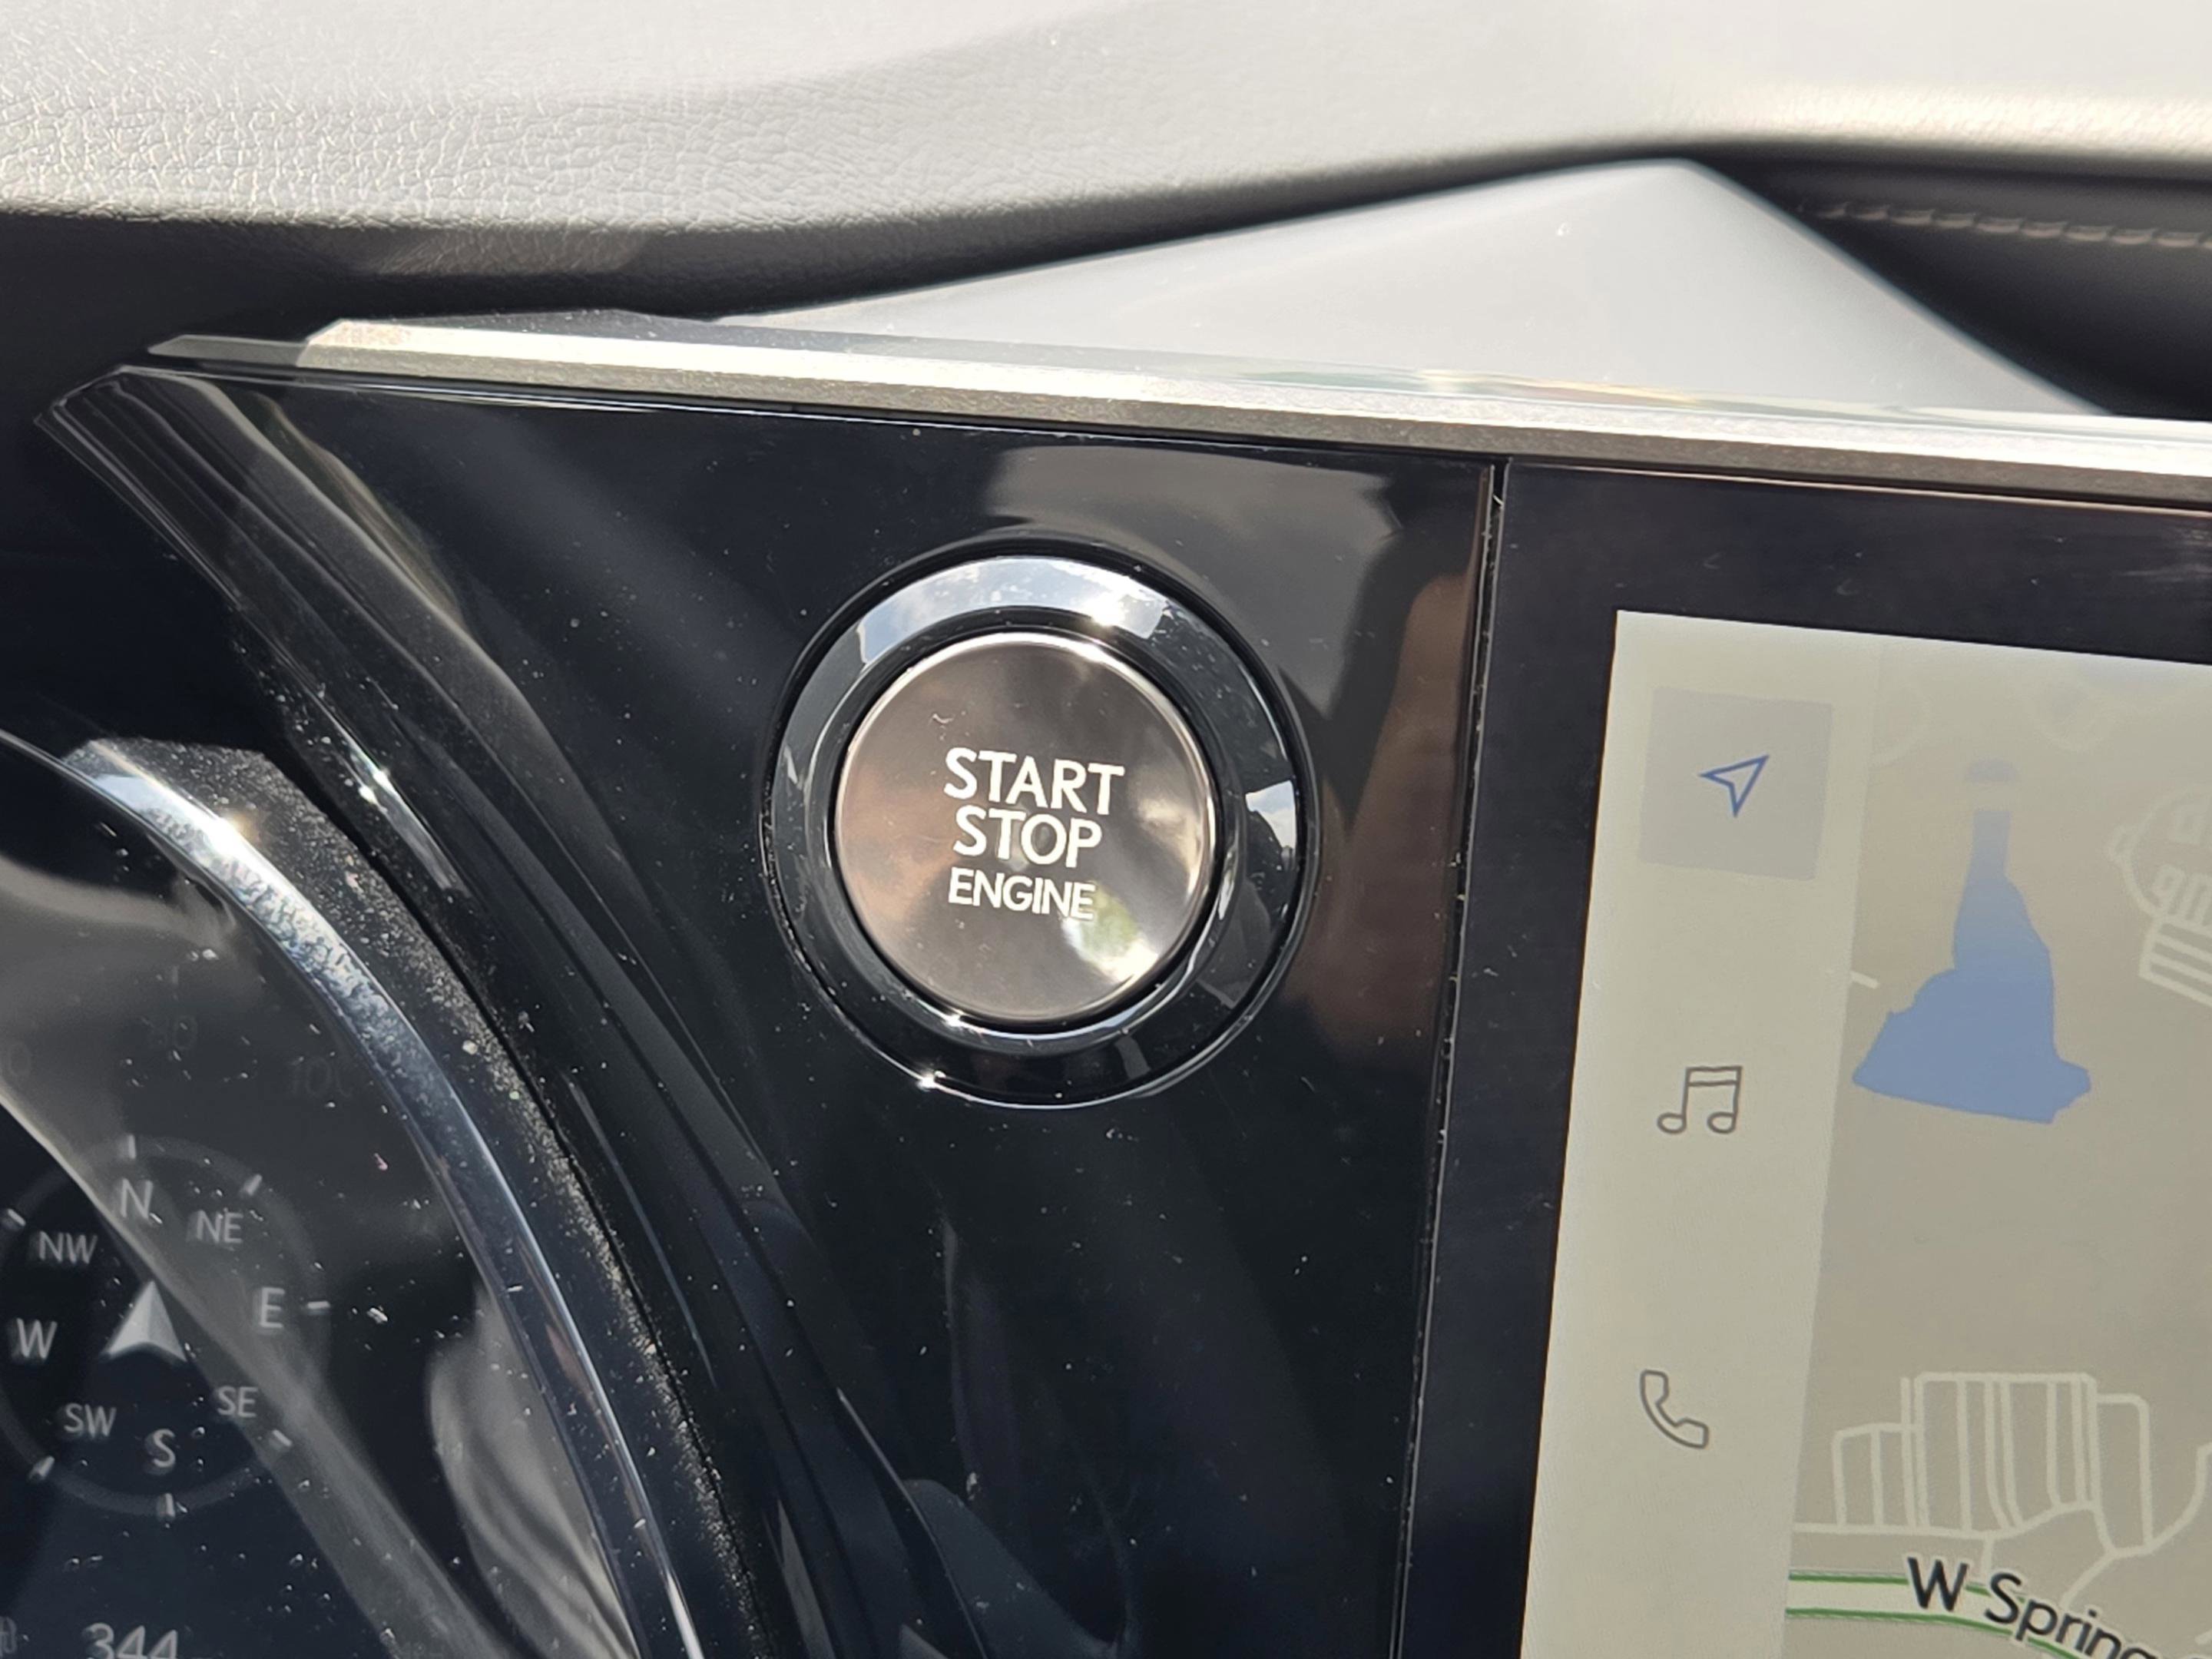 START
STOP
ENGINE
N
NE
NW
E
W
SE
SW
S
344
W Spring